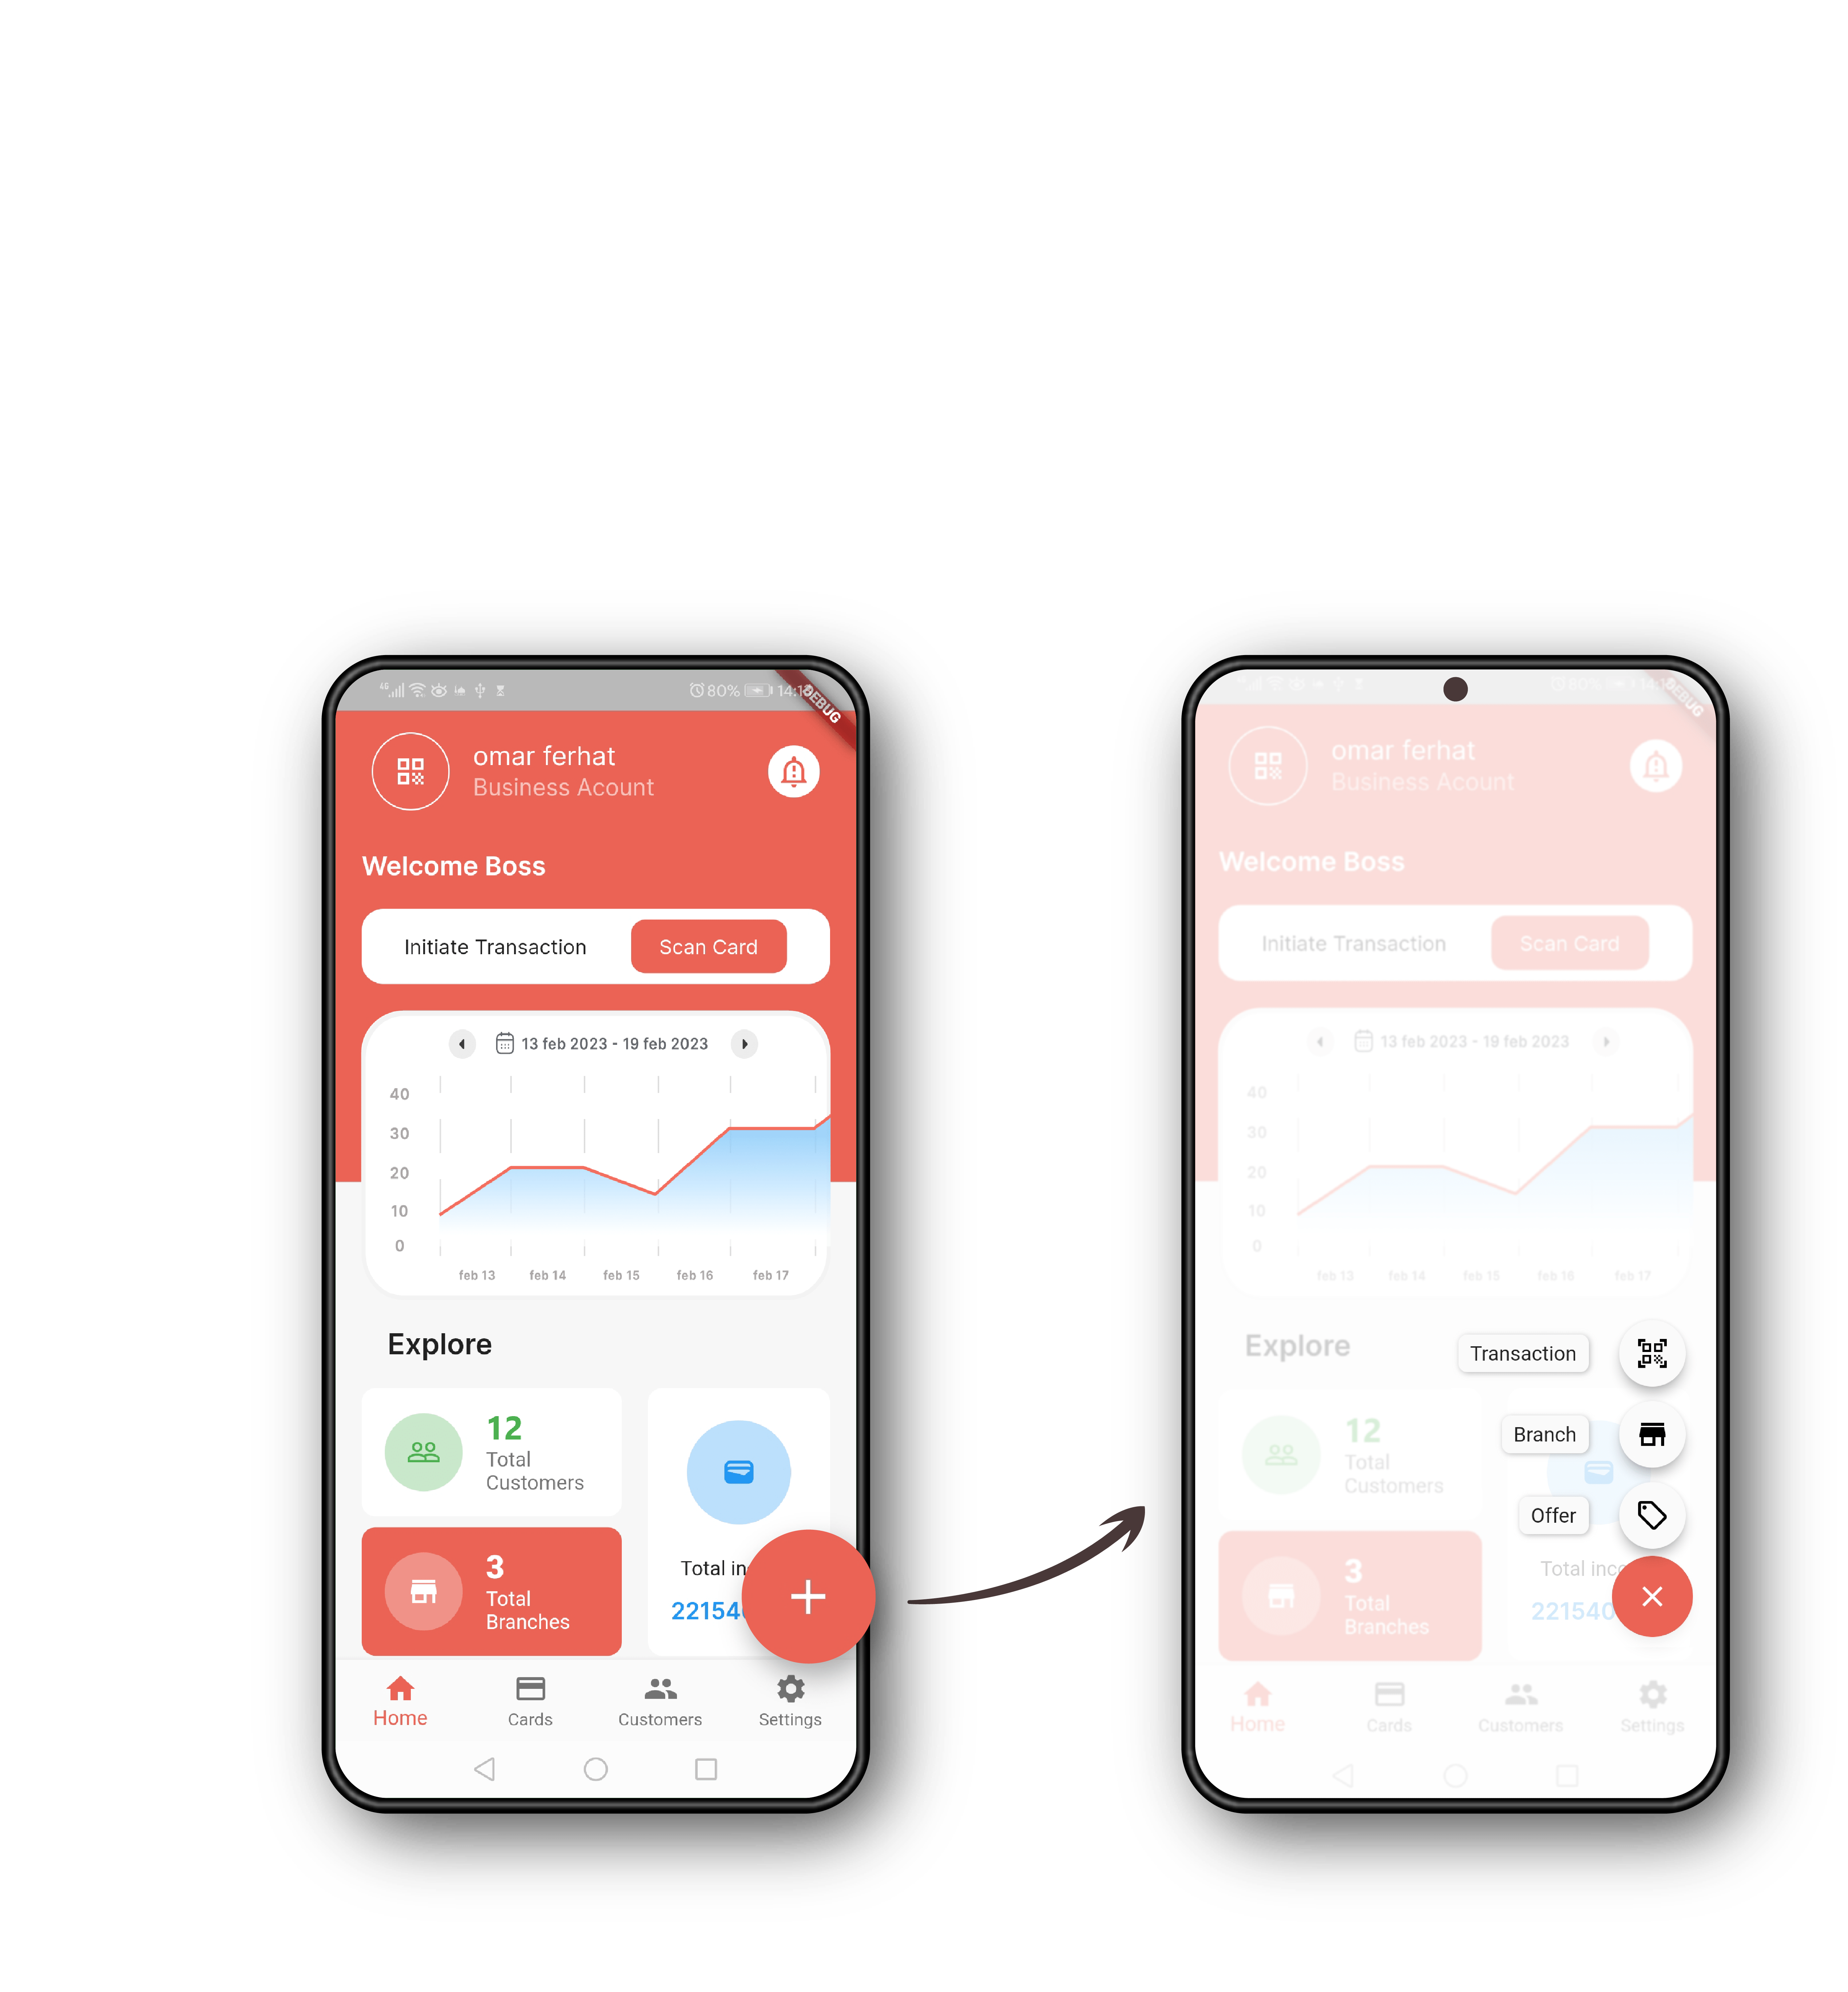 4G
80%
14:1
DEBUG
omar ferhat
Business Acount
Welcome Boss
Initiate Transaction
Scan Card
13 feb 2023 - 19 feb 2023
40
30
20
10
0
feb 13
feb 14
feb 15
feb 16
feb 17
Explore
12
Total
Customers
3
Total
Branches
Total in
22154
Home
Cards
Customers
Settings
80%
14:1
DEBUG
omar ferhat
Business Acount
Welcome Boss
Initiate Transaction
Scan Card
13 feb 2023 - 19 feb 2023
40
30
20
10
0
feb 13
feb 14
feb 15
feb 16
feb 17
Explore
Transaction
12
Total
Customers
Branch
Offer
3
Total
Branches
Total inc
221540
Home
Cards
Customers
Settings